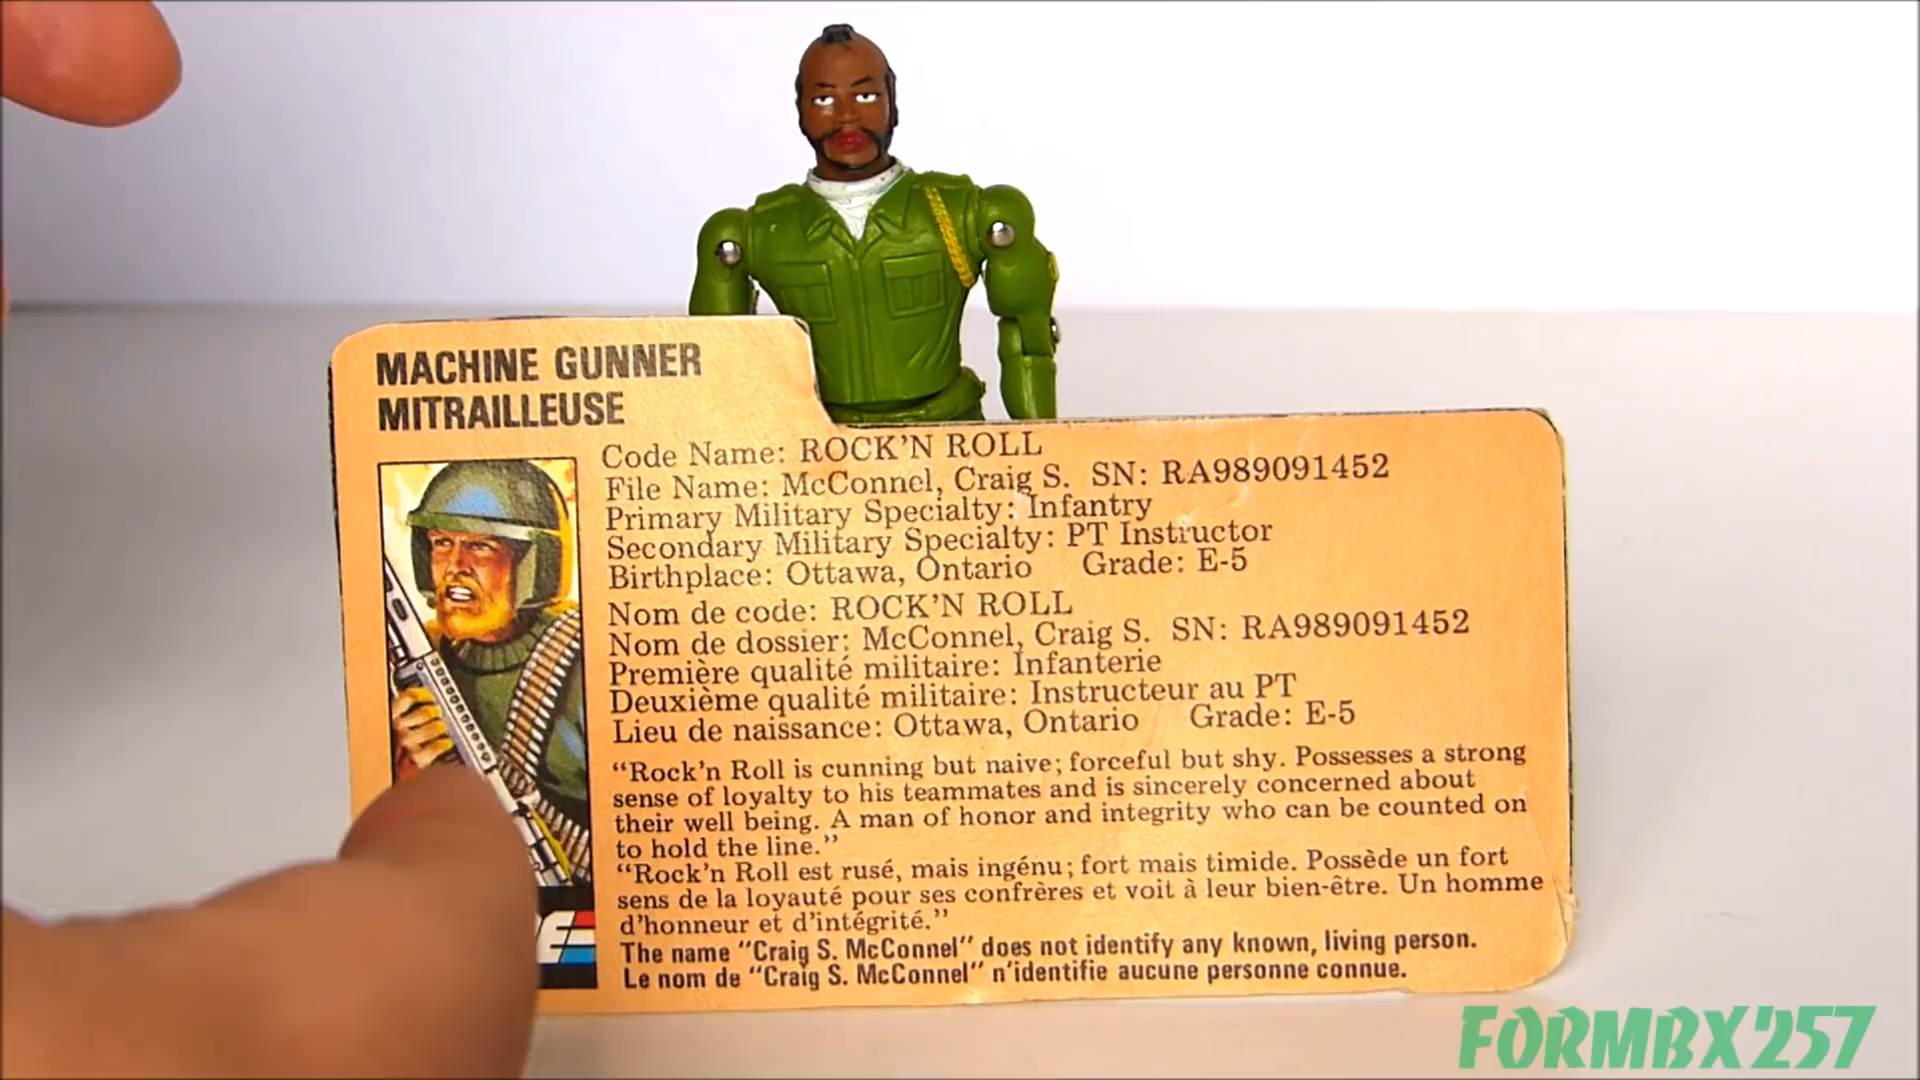 MACHINE GUNNER
MITRAILLEUSE
Code Name: ROCK'N ROLL
File Name: McConnel, Craig S. SN: RA989091452
Primary Military Specialty: Infantry
Secondary Military Specialty: PT Instructor
Birthplace: Ottawa, Ontario Grade: E-5
Nom de code: ROCK'N ROLL
Nom de dossier: McConnel, Craig S. SN: RA989091452
Première qualité militaire: Infanterie
Deuxième qualité militaire: Instructeur au PT
Lieu de naissance: Ottawa, Ontario Grade: E-5
"Rock'n Roll is cunning but naive; forceful but shy. Possesses a strong
sense of loyalty to his teammates and is sincerely concerned about
their well being. A man of honor and integrity who can be counted on
to hold the line."
"Rock'n Roll est rusé, mais ingénu; fort mais timide. Possède un fort
sens de la loyauté pour ses confrères et voit à leur bien-être. Un homme
d'honneur et d'intégrité."
The name "Craig S. McConnel" does not identify any known, living person.
Le nom de "Craig S. McConnel" n'identifie aucune personne connue.
FORMBX257